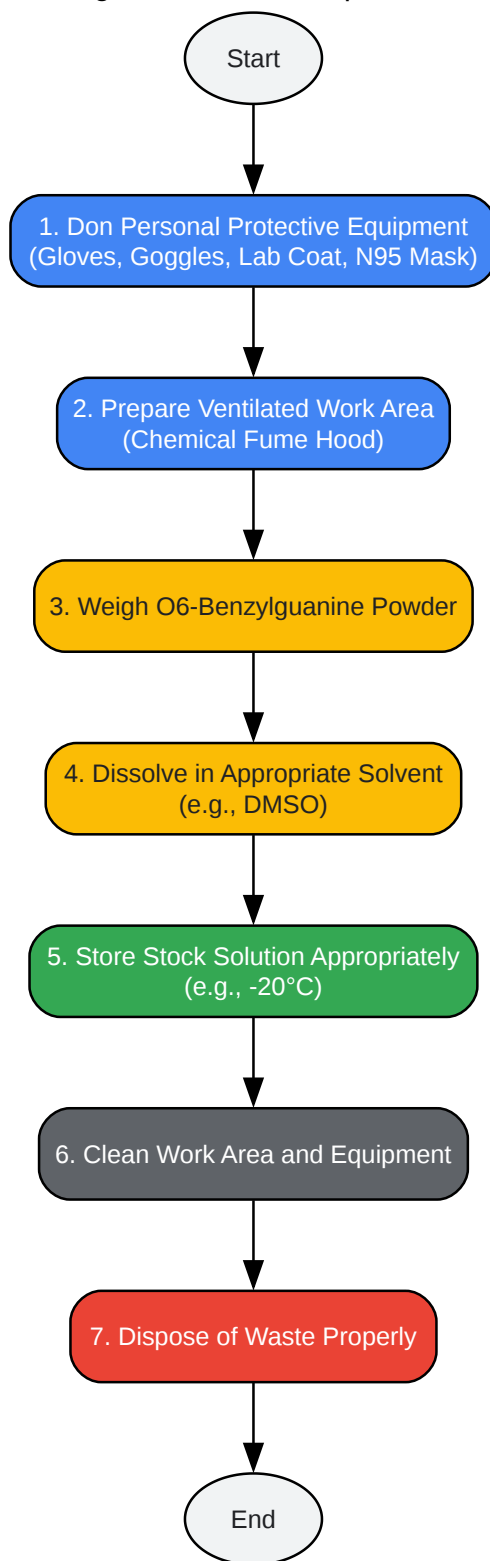 Start
1. Don Personal Protective Equipment
(Gloves, Goggles, Lab Coat, N95 Mask)
2. Prepare Ventilated Work Area
(Chemical Fume Hood)
3. Weigh O6-Benzylguanine Powder
4. Dissolve in Appropriate Solvent
(e.g., DMSO)
5. Store Stock Solution Appropriately
(e.g., -20°C)
6. Clean Work Area and Equipment
7. Dispose of Waste Properly
End